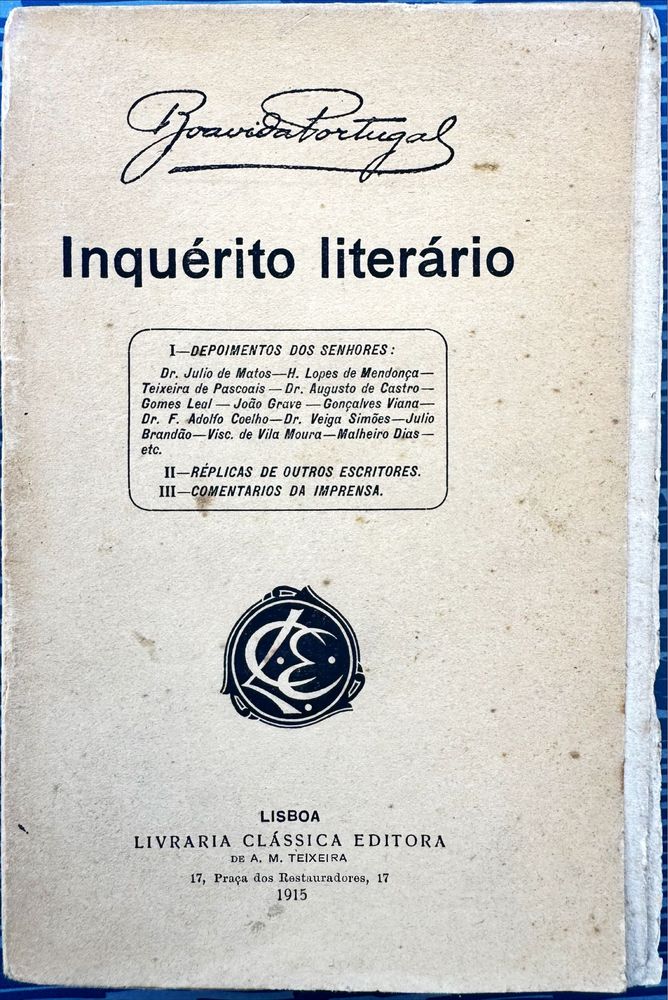 Boavida Portugal
Inquérito literário
I—DEPOIMENTOS DOS SENHORES:
Dr. Julio de Matos—H. Lopes de Mendonça—
Teixeira de Pascoais—Dr. Augusto de Castro—
Gomes Leal—João Grave—Gonçalves Viana—
Dr. F. Adolfo Coelho—Dr. Veiga Simões—Julio
Brandão—Visc. de Vila Moura—Malheiro Dias—
etc.
II—RÉPLICAS DE OUTROS ESCRITORES.
III—COMENTARIOS DA IMPRENSA.
LCE
LISBOA
LIVRARIA CLÁSSICA EDITORA
DE A. M. TEIXEIRA
17, Praça dos Restauradores, 17
1915